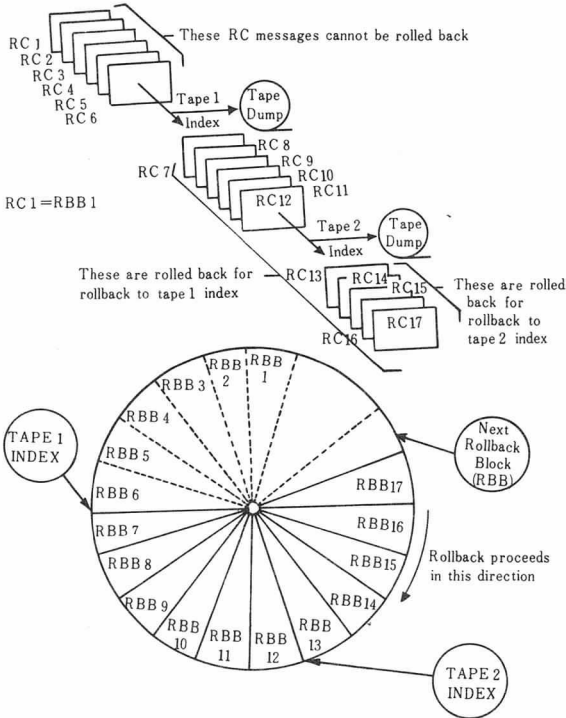 These RC messages cannot be rolled back
RC 1
RC 2
RC 3
RC 4
RC 5
RC 6
Tape 1
Index
Tape
Dump
RC 7
RC 8
RC 9
RC 10
RC 11
RC12
RC 1=RBB 1
Tape 2
Index
Tape
Dump
These are rolled back for
rollback to tape 1 index
RC13
RC14
RC15
RC16
RC17
These are rolled
back for
rollback to
tape 2 index
RBB
1
RBB
2
RBB 3
RBB 4
RBB 5
RBB 6
RBB 7
RBB 8
RBB 9
RBB
10
RBB
11
RBB
12
RBB
13
RBB14
RBB15
RBB16
RBB17
TAPE 1
INDEX
Next
Rollback
Block
(RBB)
Rollback proceeds
in this direction
TAPE 2
INDEX